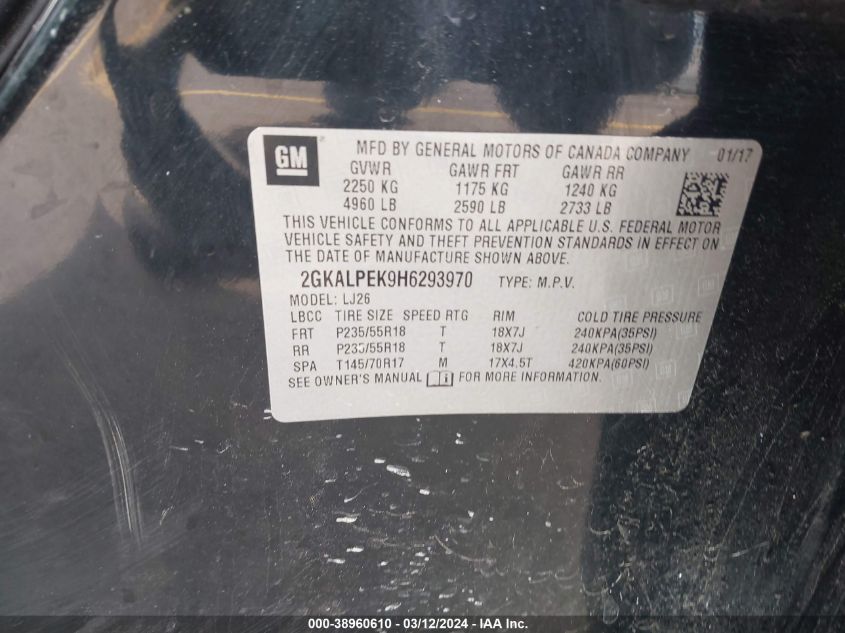 GM MFD BY GENERAL MOTORS OF CANADA COMPANY 01/17
GVWR GAWR FRT GAWR RR
2250 KG 1175 KG 1240 KG
4960 LB 2590 LB 2733 LB
THIS VEHICLE CONFORMS TO ALL APPLICABLE U.S. FEDERAL MOTOR
VEHICLE SAFETY AND THEFT PREVENTION STANDARDS IN EFFECT ON
THE DATE OF MANUFACTURE SHOWN ABOVE.
2GKALPEK9H6293970 TYPE: M.P.V.
MODEL: LJ26
LBCC TIRE SIZE SPEED RTG RIM COLD TIRE PRESSURE
FRT P235/55R18 T 18X7J 240KPA(35PSI)
RR P235/55R18 T 18X7J 240KPA(35PSI)
SPA T145/70R17 M 17X4.5T 420KPA(60PSI)
SEE OWNER'S MANUAL FOR MORE INFORMATION.
000-38960610 - 03/12/2024 - IAA Inc.